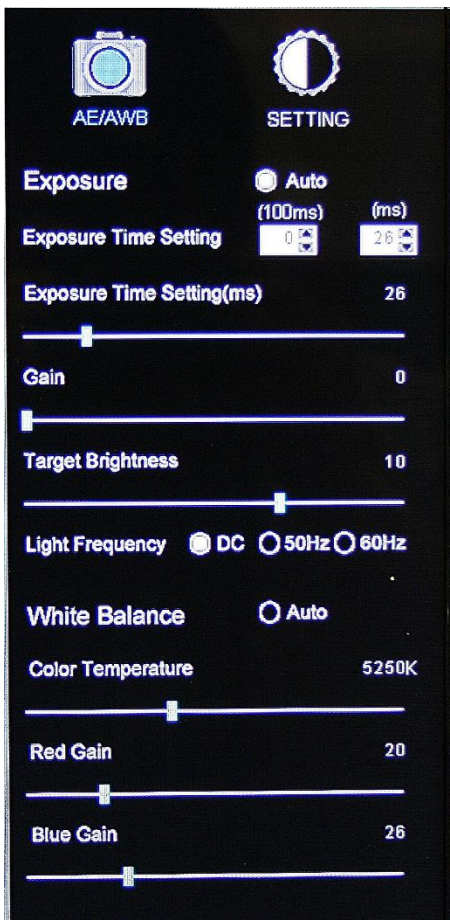 AE/AWB SETTING
Exposure Auto
(100ms) (ms)
Exposure Time Setting 0 26
Exposure Time Setting(ms) 26
Gain 0
Target Brightness 10
Light Frequency DC 50Hz 60Hz
White Balance Auto
Color Temperature 5250K
Red Gain 20
Blue Gain 26